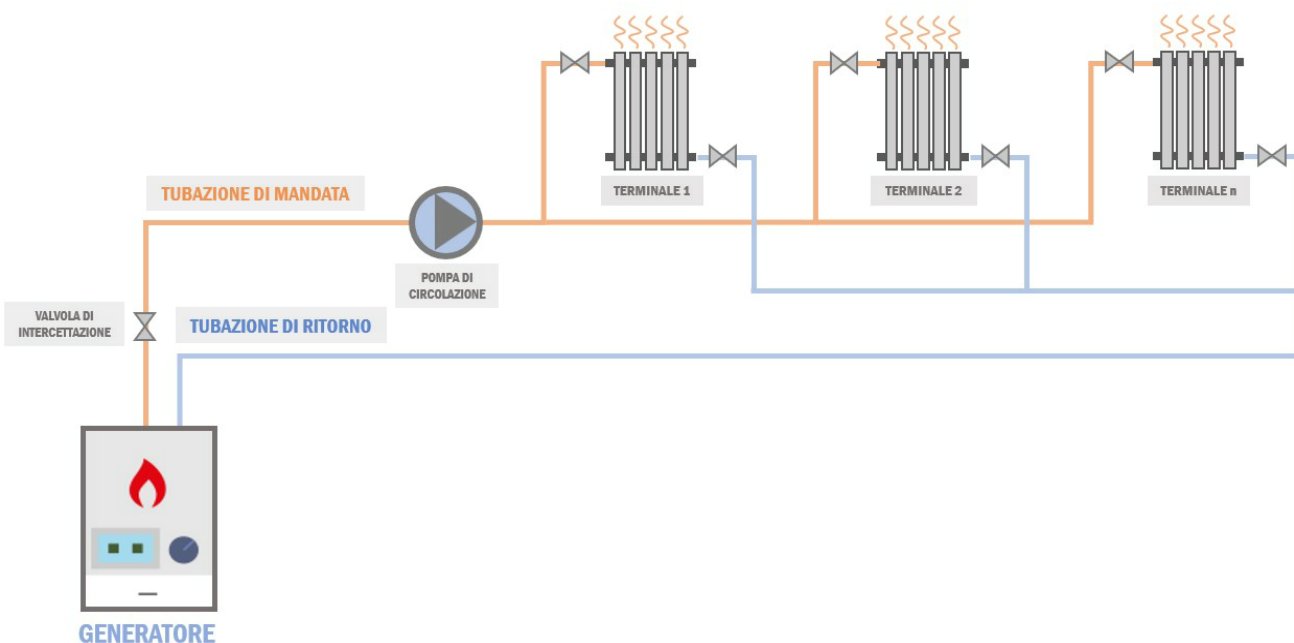 TERMINALE 1
TERMINALE 2
TERMINALE n
TUBAZIONE DI MANDATA
POMPA DI
CIRCOLAZIONE
VALVOLA DI
INTERCETTAZIONE
TUBAZIONE DI RITORNO
GENERATORE